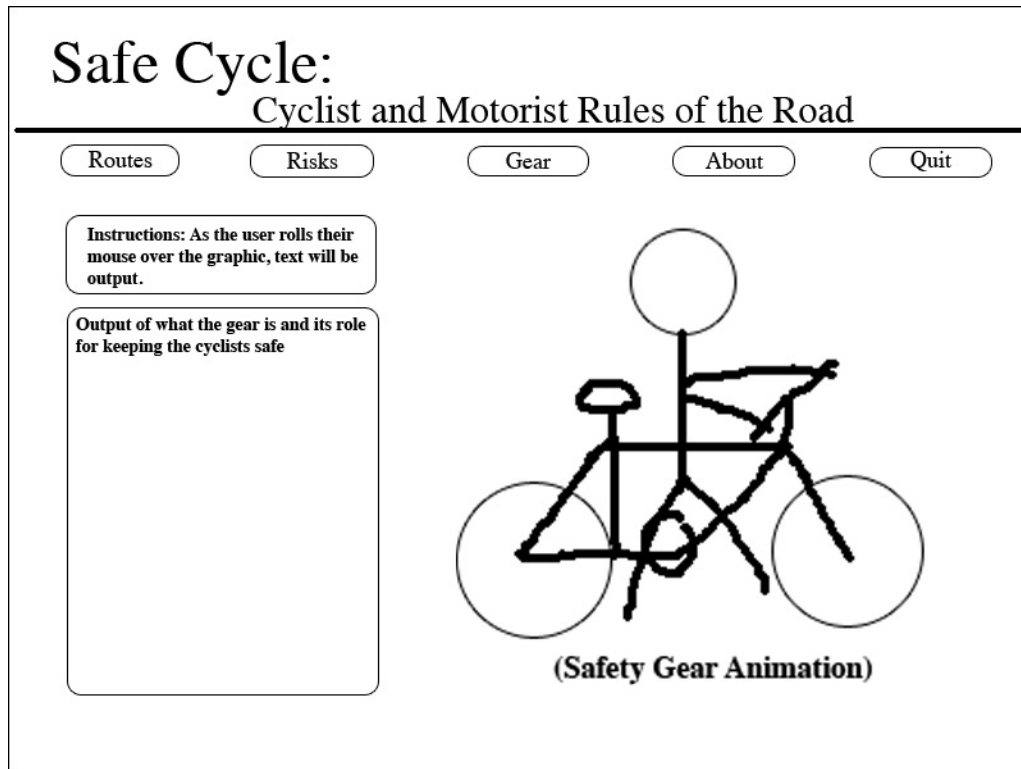 Safe Cycle:
Cyclist and Motorist Rules of the Road
Routes
Risks
Gear
About
Quit
Instructions: As the user rolls their
mouse over the graphic, text will be
output.
Output of what the gear is and its role
for keeping the cyclists safe
(Safety Gear Animation)